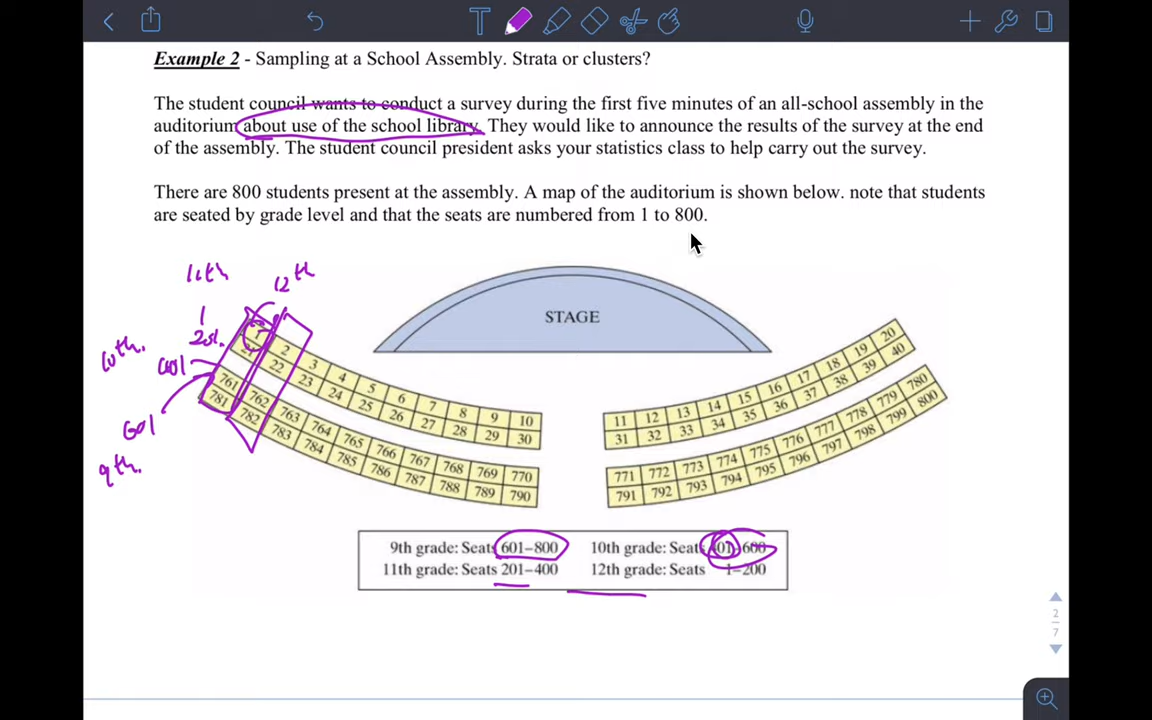 Example 2 - Sampling at a School Assembly. Strata or clusters?
The student council wants to conduct a survey during the first five minutes of an all-school assembly in the
auditorium about use of the school library. They would like to announce the results of the survey at the end
of the assembly. The student council president asks your statistics class to help carry out the survey.
There are 800 students present at the assembly. A map of the auditorium is shown below. note that students
are seated by grade level and that the seats are numbered from 1 to 800.
11th
12th
1
201.
10th.
601
9th.
STAGE
1 2 3 4 5 6 7 8 9 10
22 23 24 25 26 27 28 29 30
761 762 763 764 765 766 767 768 769 770
781 782 783 784 785 786 787 788 789 790
11 12 13 14 15 16 17 18 19 20
31 32 33 34 35 36 37 38 39 40
771 772 773 774 775 776 777 778 779 780
791 792 793 794 795 796 797 798 799 800
9th grade: Seats 601–800 10th grade: Seats 401–600
11th grade: Seats 201–400 12th grade: Seats 1–200
2
7